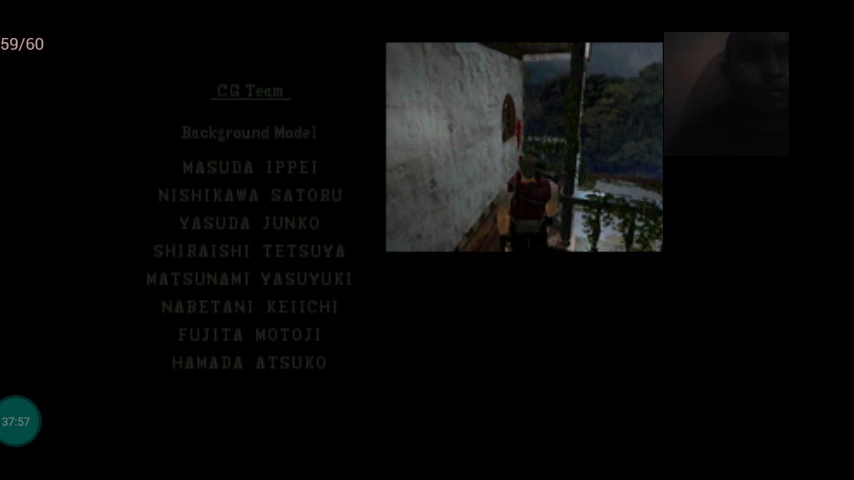 59/60
CG Team
Background Model
MASUDA IPPEI
NISHIKAWA SATORU
YASUDA JUNKO
SHIRAISHI TETSUYA
MATSUNAMI YASUYUKI
NABETANI KEIICHI
FUJITA MOTOJI
HAMADA ATSUKO
37:57